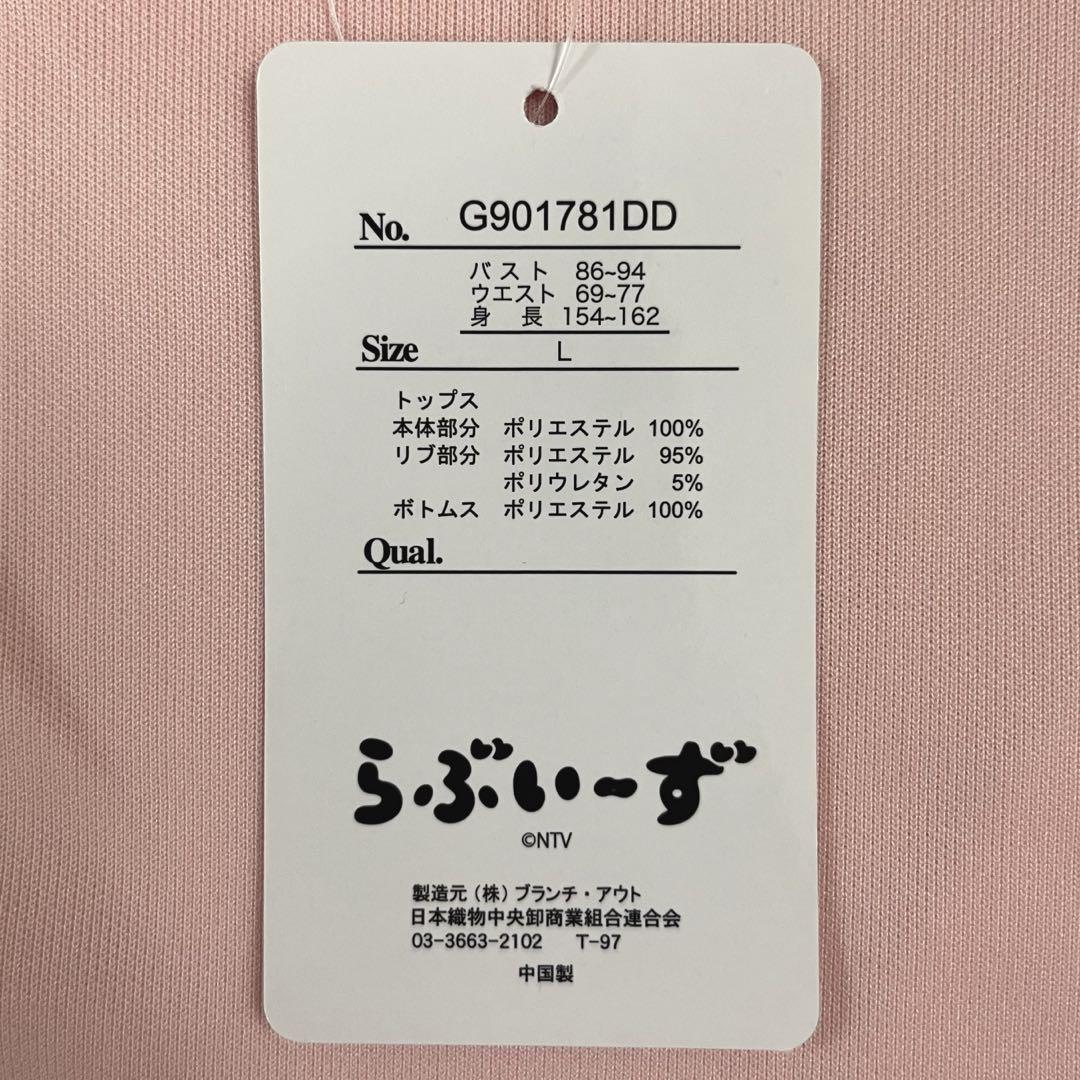 No. G901781DD
バスト 86~94
ウエスト 69~77
身 長 154~162
Size L
トップス
本体部分 ポリエステル 100%
リブ部分 ポリエステル 95%
ポリウレタン 5%
ボトムス ポリエステル 100%
Qual.
らぶい〜ず
©NTV
製造元(株)ブランチ・アウト
日本織物中央卸商業組合連合会
03-3663-2102 T-97
中国製